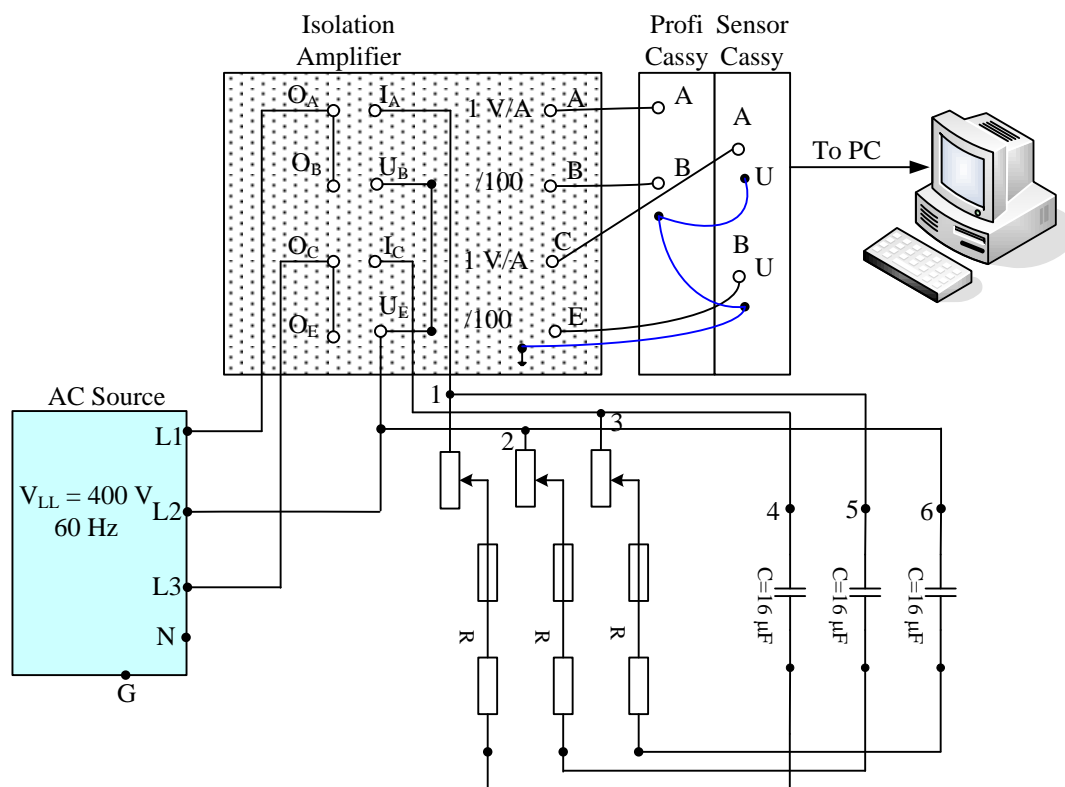 Isolation
Amplifier
Profi
Cassy
Sensor
Cassy
O_A
I_A
1 V/A
A
A
A
To PC
O_B
U_B
/100
B
B
U
O_C
I_C
1 V/A
C
B
U
O_E
U_E
/100
E
AC Source
L1
V_LL = 400 V
60 Hz
L2
L3
N
G
1
2
3
4
5
6
R
R
R
C=16 μF
C=16 μF
C=16 μF